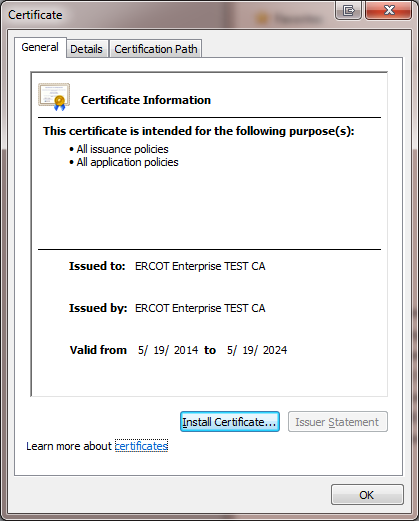 Certificate
General Details Certification Path
Certificate Information
This certificate is intended for the following purpose(s):
• All issuance policies
• All application policies
Issued to: ERCOT Enterprise TEST CA
Issued by: ERCOT Enterprise TEST CA
Valid from 5/ 19/ 2014 to 5/ 19/ 2024
Install Certificate... Issuer Statement
Learn more about certificates
OK